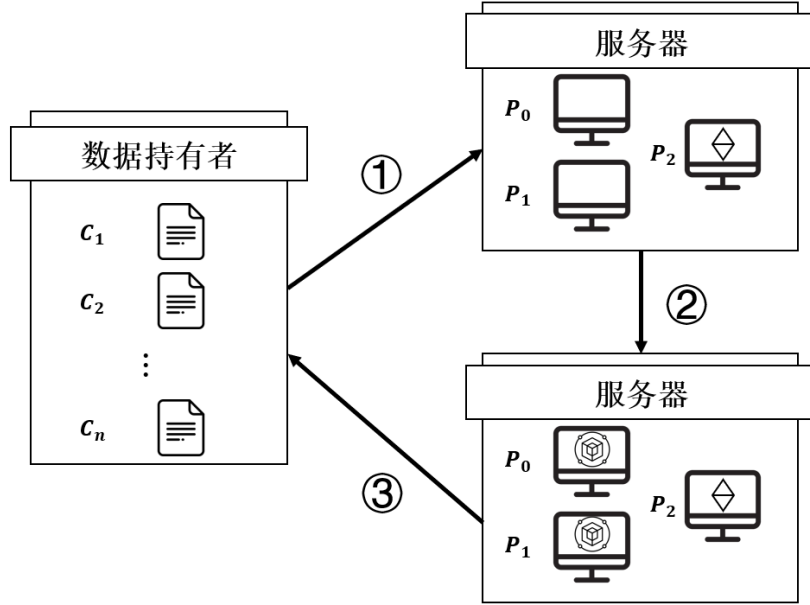 数据持有者
C₁
C₂
⋮
Cₙ
①
服务器
P₀
P₁
P₂
②
服务器
P₀
P₁
P₂
③